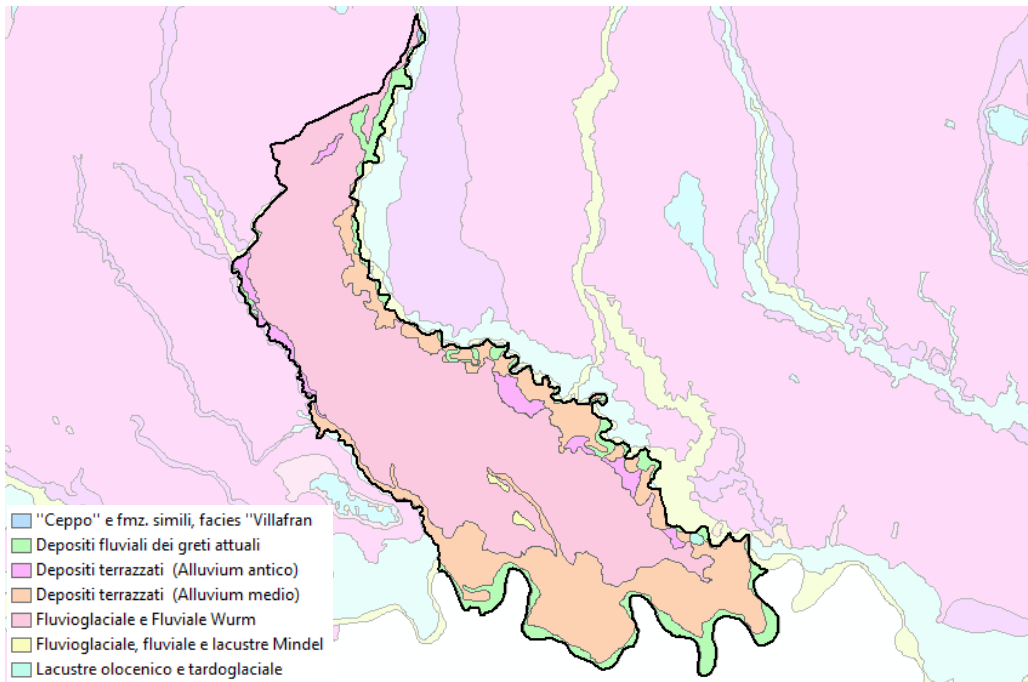 "Ceppo" e fmz. simili, facies "Villafran
Depositi fluviali dei greti attuali
Depositi terrazzati (Alluvium antico)
Depositi terrazzati (Alluvium medio)
Fluvioglaciale e Fluviale Wurm
Fluvioglaciale, fluviale e lacustre Mindel
Lacustre olocenico e tardoglaciale